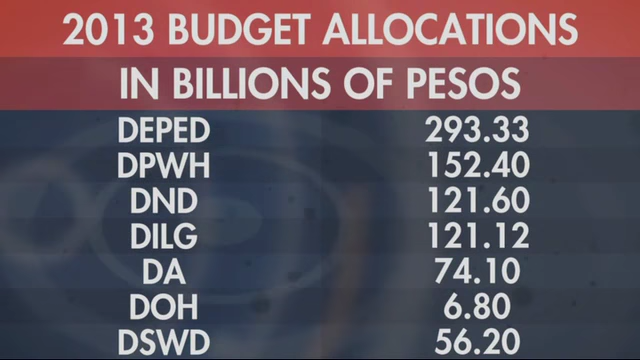 2013 BUDGET ALLOCATIONS
IN BILLIONS OF PESOS
DEPED 293.33
DPWH 152.40
DND 121.60
DILG 121.12
DA 74.10
DOH 6.80
DSWD 56.20